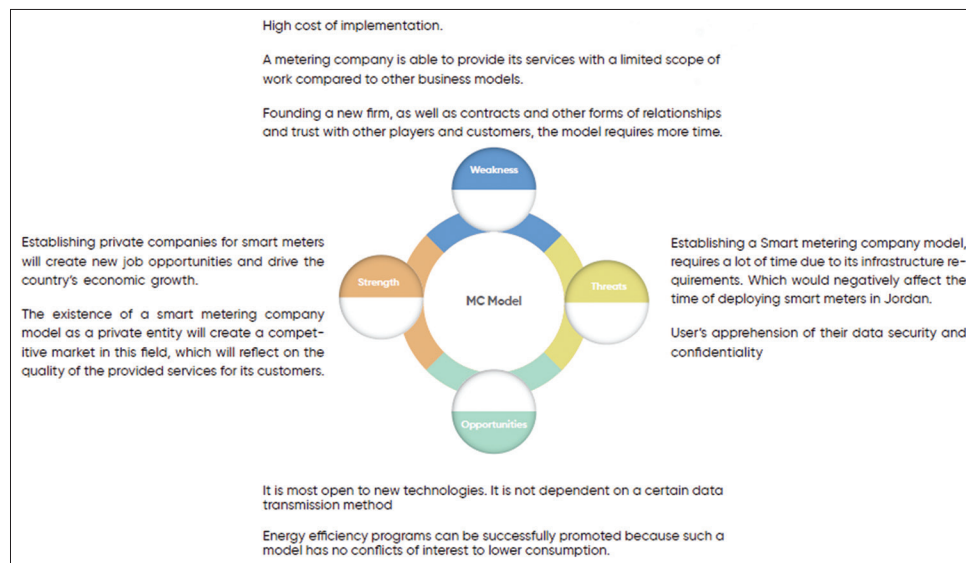 High cost of implementation.
A metering company is able to provide its services with a limited scope of
work compared to other business models.
Founding a new firm, as well as contracts and other forms of relationships
and trust with other players and customers, the model requires more time.
Weakness
Establishing private companies for smart meters
will create new job opportunities and drive the
country's economic growth.
The existence of a smart metering company
model as a private entity will create a compet-
itive market in this field, which will reflect on the
quality of the provided services for its customers.
Strength
MC Model
Threats
Establishing a Smart metering company model,
requires a lot of time due to its infrastructure re-
quirements. Which would negatively affect the
time of deploying smart meters in Jordan.
User's apprehension of their data security and
confidentiality
Opportunities
It is most open to new technologies. It is not dependent on a certain data
transmission method
Energy efficiency programs can be successfully promoted because such a
model has no conflicts of interest to lower consumption.